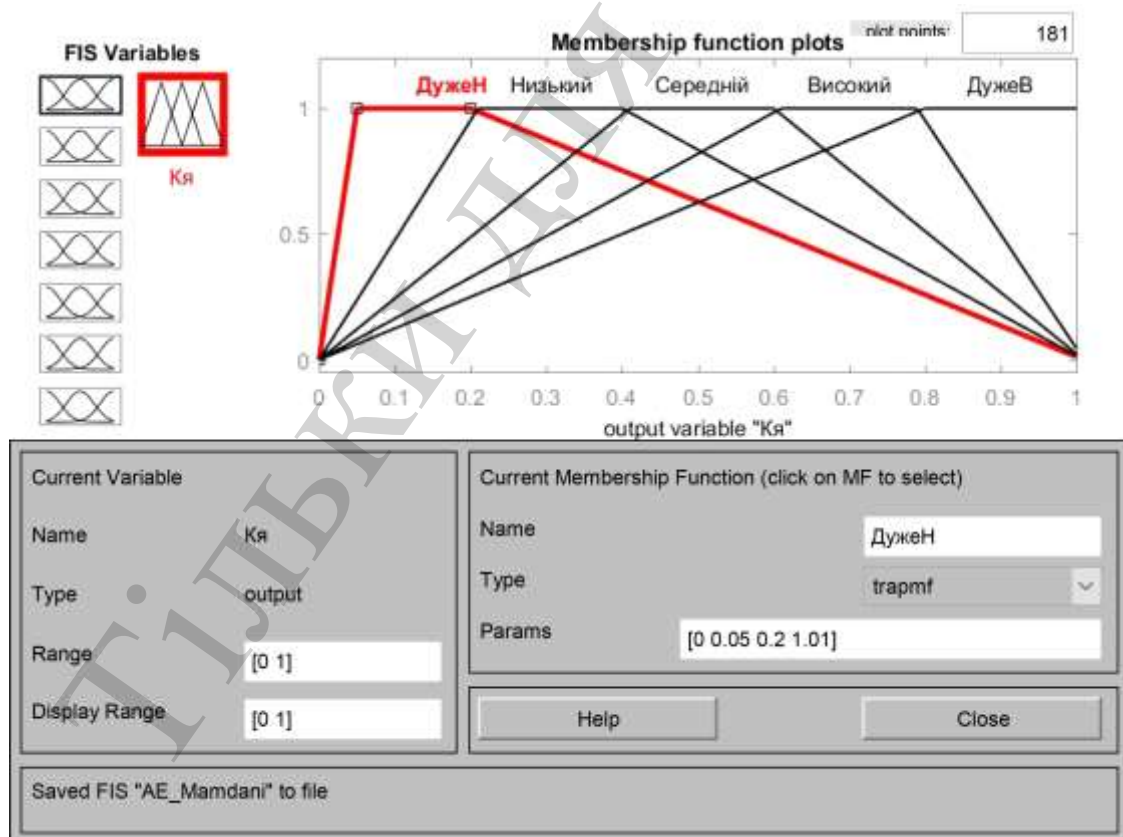 FIS Variables
Кя
Membership function plots
plot points:
181
ДужеН
Низький
Середній
Високий
ДужеВ
1
0.5
0
0
0.1
0.2
0.3
0.4
0.5
0.6
0.7
0.8
0.9
1
output variable "Кя"
Current Variable
Name
Кя
Type
output
Range
[0 1]
Display Range
[0 1]
Current Membership Function (click on MF to select)
Name
ДужеН
Type
trapmf
Params
[0 0.05 0.2 1.01]
Help
Close
Saved FIS "AE_Mamdani" to file
Тільки для